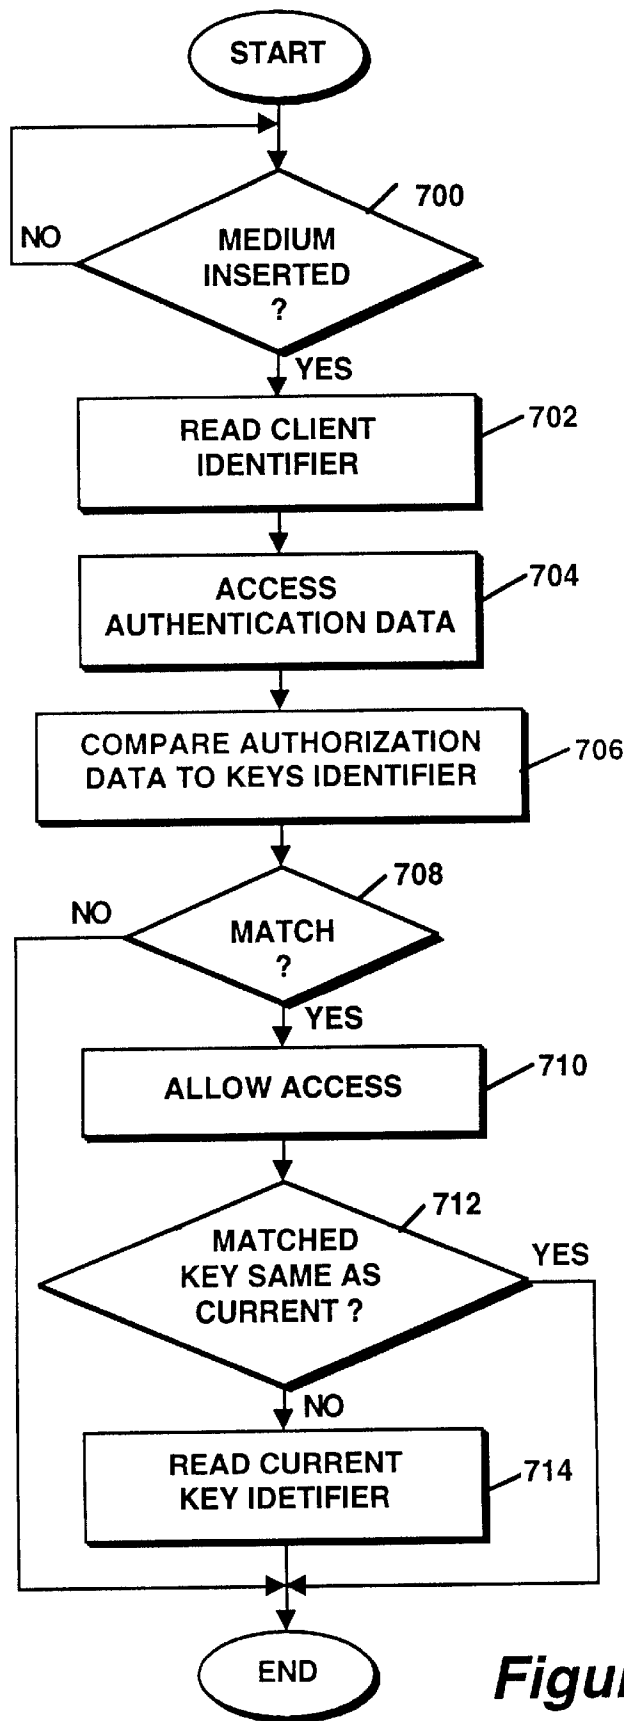 START
700
NO
MEDIUM
INSERTED
?
YES
READ CLIENT
IDENTIFIER
702
ACCESS
AUTHENTICATION DATA
704
COMPARE AUTHORIZATION
DATA TO KEYS IDENTIFIER
706
708
NO
MATCH
?
YES
ALLOW ACCESS
710
712
MATCHED
KEY SAME AS
CURRENT ?
YES
NO
READ CURRENT
KEY IDETIFIER
714
END